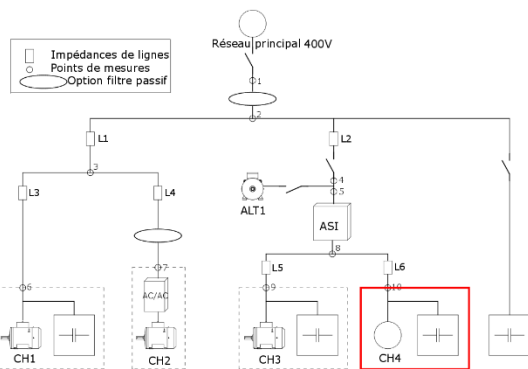 Réseau principal 400V
Impédances de lignes
Points de mesures
Option filtre passif
1
2
L1
L2
3
L3
L4
4
5
ALT1
ASI
8
L5
L6
6
7
9
10
AC/AC
CH1
CH2
CH3
CH4